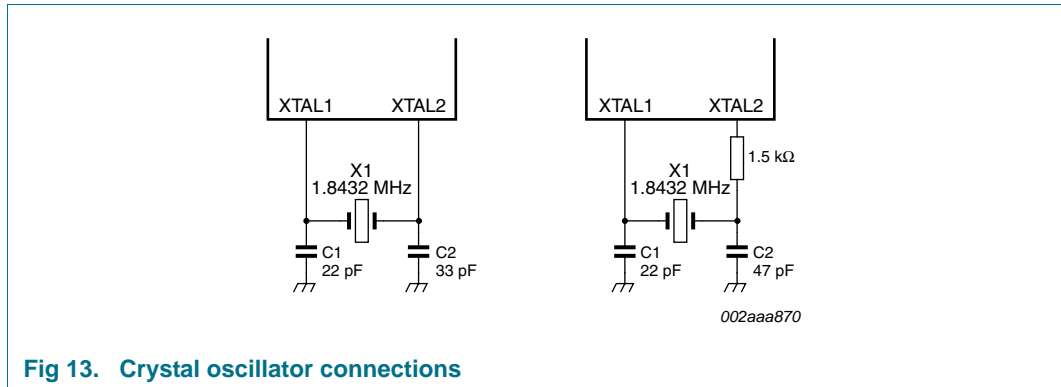 XTAL1 XTAL2
X1
1.8432 MHz
C1
22 pF
C2
33 pF
XTAL1 XTAL2
1.5 kΩ
X1
1.8432 MHz
C1
22 pF
C2
47 pF
002aaa870
Fig 13. Crystal oscillator connections